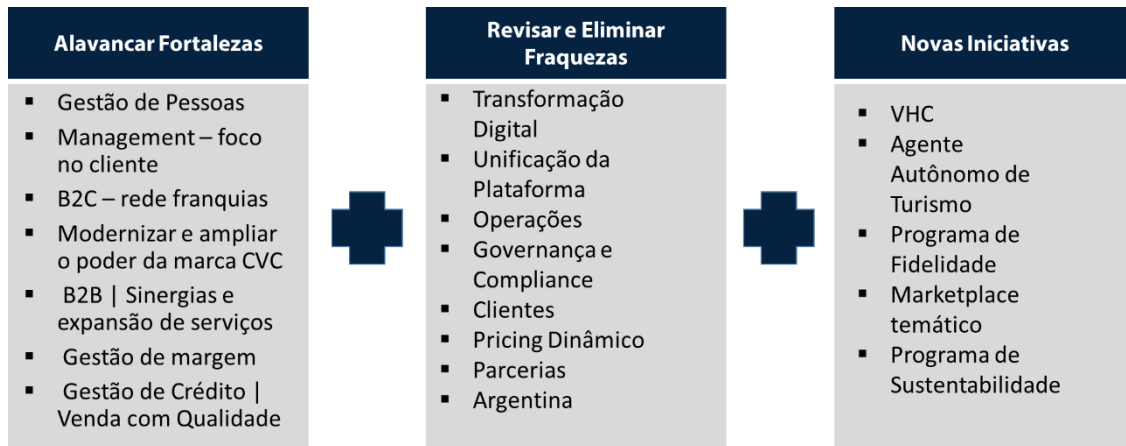 Alavancar Fortalezas
▪ Gestão de Pessoas
▪ Management – foco
no cliente
▪ B2C – rede franquias
▪ Modernizar e ampliar
o poder da marca CVC
▪ B2B | Sinergias e
expansão de serviços
▪ Gestão de margem
▪ Gestão de Crédito |
Venda com Qualidade
Revisar e Eliminar
Fraquezas
▪ Transformação
Digital
▪ Unificação da
Plataforma
▪ Operações
▪ Governança e
Compliance
▪ Clientes
▪ Pricing Dinâmico
▪ Parcerias
▪ Argentina
Novas Iniciativas
▪ VHC
▪ Agente
Autônomo de
Turismo
▪ Programa de
Fidelidade
▪ Marketplace
temático
▪ Programa de
Sustentabilidade